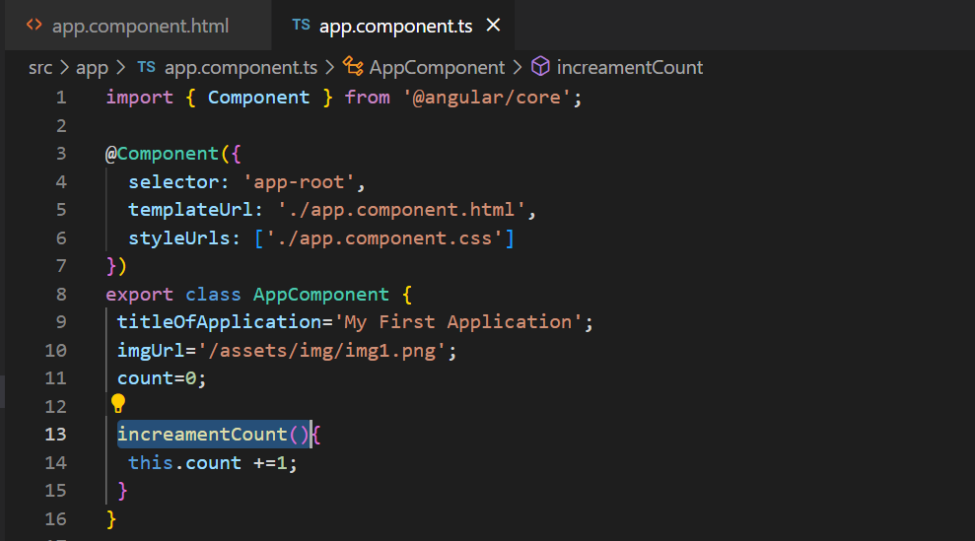 <> app.component.html TS app.component.ts ×
src > app > TS app.component.ts > AppComponent > increamentCount
1 import { Component } from '@angular/core';
2
3 @Component({
4 selector: 'app-root',
5 templateUrl: './app.component.html',
6 styleUrls: ['./app.component.css']
7 })
8 export class AppComponent {
9 titleOfApplication='My First Application';
10 imgUrl='/assets/img/img1.png';
11 count=0;
12
13 increamentCount(){
14 this.count +=1;
15 }
16 }